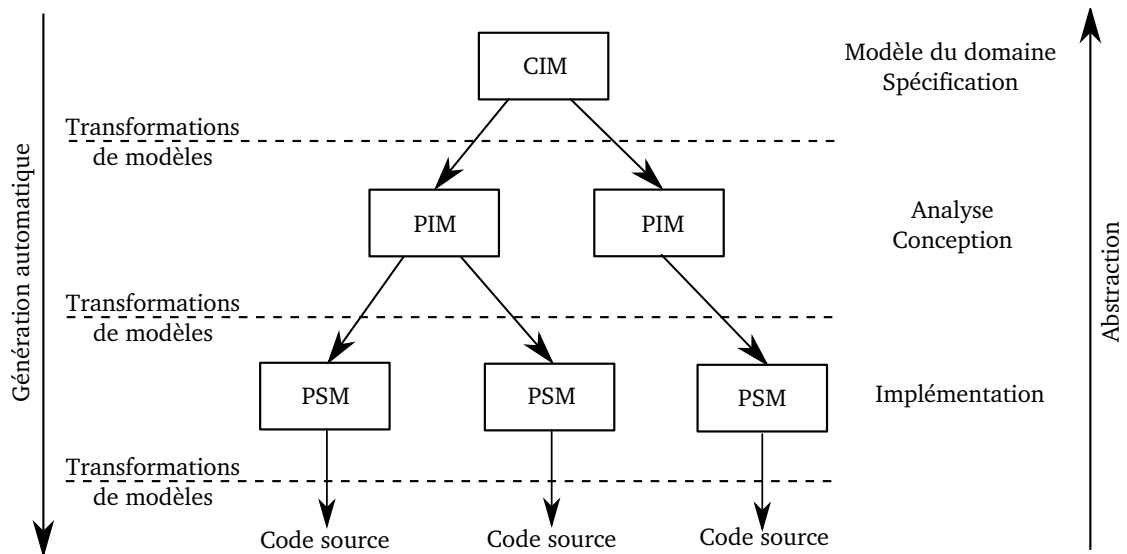 CIM
Modèle du domaine
Spécification
Transformations
de modèles
PIM
PIM
Analyse
Conception
Génération automatique
Abstraction
Transformations
de modèles
PSM
PSM
PSM
Implémentation
Transformations
de modèles
Code source
Code source
Code source